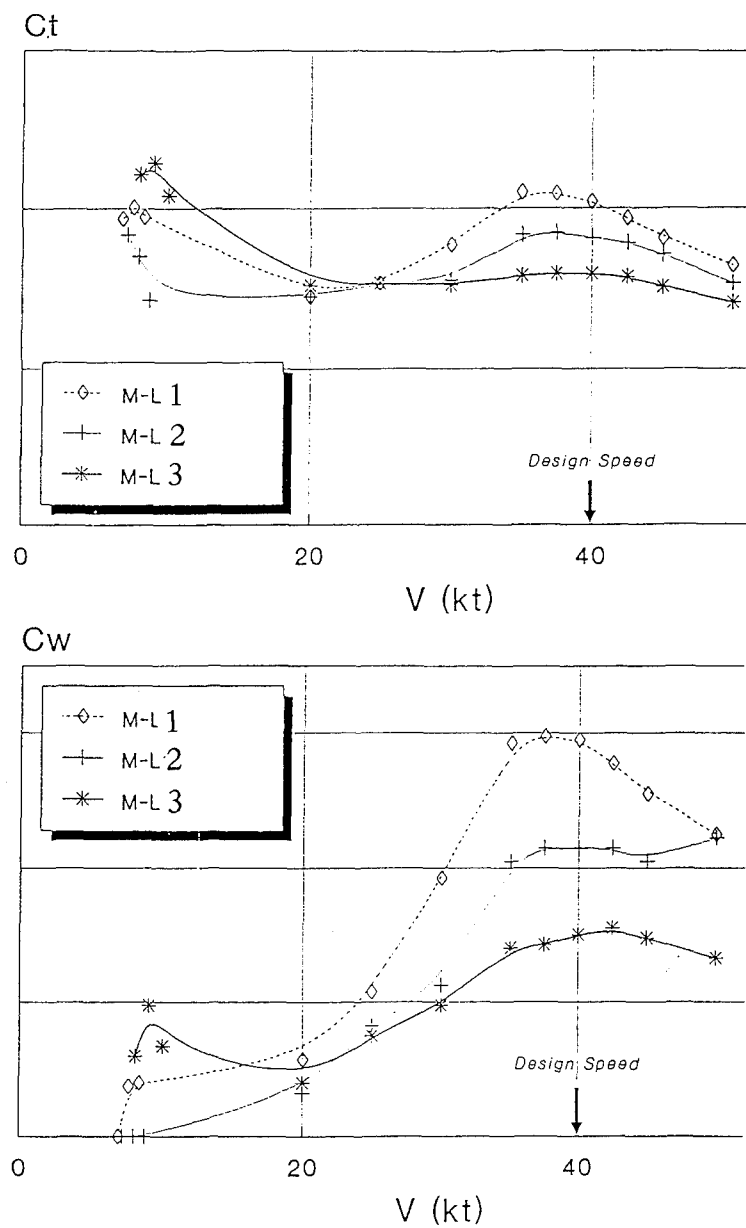 Ct
M-L 1
M-L 2
M-L 3
Design Speed
0 20 40
V (kt)
Cw
M-L 1
M-L 2
M-L 3
Design Speed
0 20 40
V (kt)